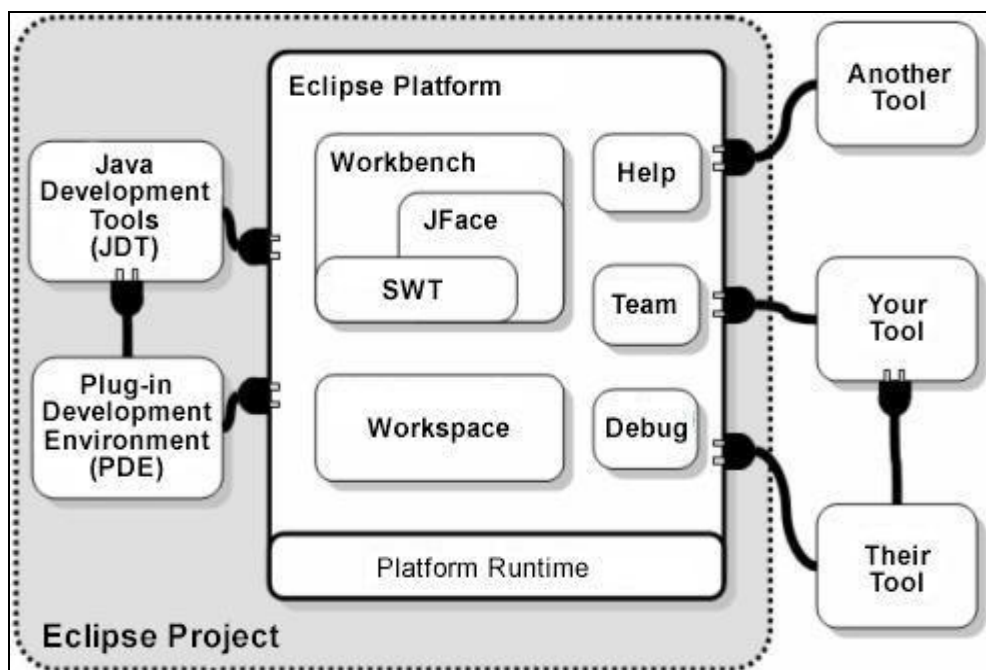 Eclipse Platform
Another
Tool
Java
Development
Tools
(JDT)
Workbench
JFace
SWT
Help
Team
Your
Tool
Plug-in
Development
Environment
(PDE)
Workspace
Debug
Their
Tool
Platform Runtime
Eclipse Project